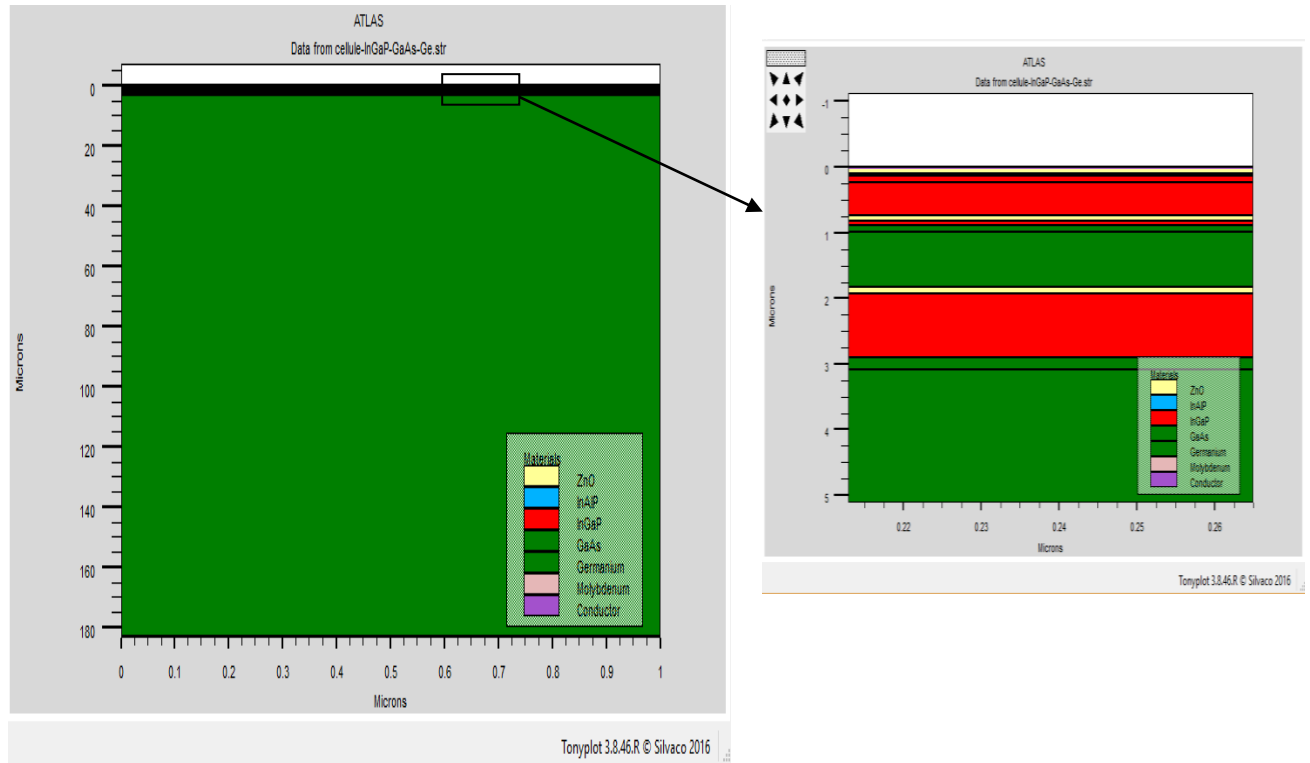 ATLAS
Data from cellule-InGaP-GaAs-Ge.str
0
20
40
60
80
100
120
140
160
180
Microns
Materials
ZnO
InAlP
InGaP
GaAs
Germanium
Molybdenum
Conductor
0 0.1 0.2 0.3 0.4 0.5 0.6 0.7 0.8 0.9 1
Microns
Tonyplot 3.8.46.R © Silvaco 2016
ATLAS
Data from cellule-InGaP-GaAs-Ge.str
-1
0
1
2
3
4
5
Microns
Materials
ZnO
InAlP
InGaP
GaAs
Germanium
Molybdenum
Conductor
0.22 0.23 0.24 0.25 0.26
Microns
Tonyplot 3.8.46.R © Silvaco 2016